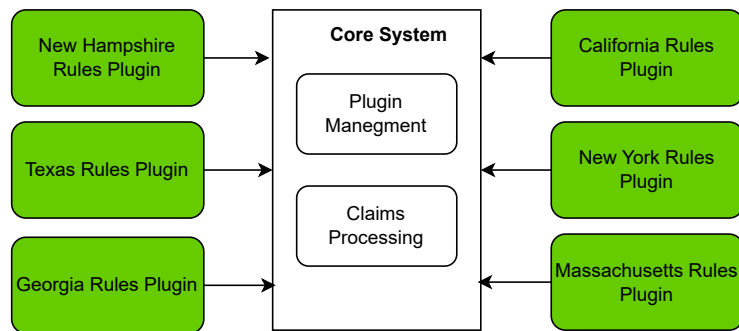 New Hampshire
Rules Plugin
Texas Rules Plugin
Georgia Rules Plugin
Core System
Plugin
Manegment
Claims
Processing
California Rules
Plugin
New York Rules
Plugin
Massachusetts Rules
Plugin